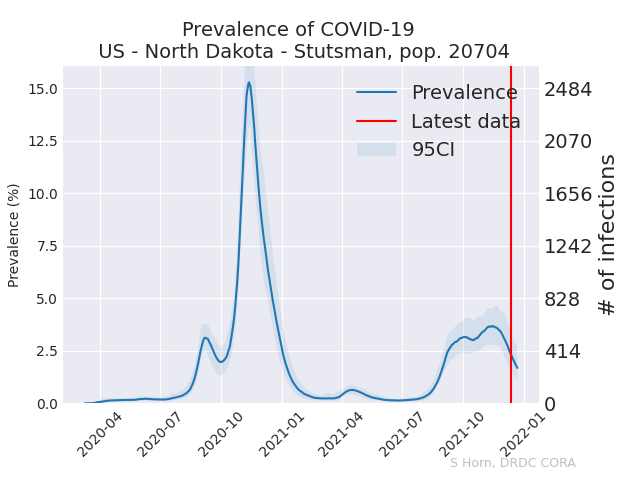 Prevalence of COVID-19
US - North Dakota - Stutsman, pop. 20704
Prevalence
Latest data
95CI
Prevalence (%)
15.0
12.5
10.0
7.5
5.0
2.5
0.0
2484
2070
1656
1242
828
414
0
# of infections
2020-04
2020-07
2020-10
2021-01
2021-04
2021-07
2021-10
2022-01
S Horn, DRDC CORA